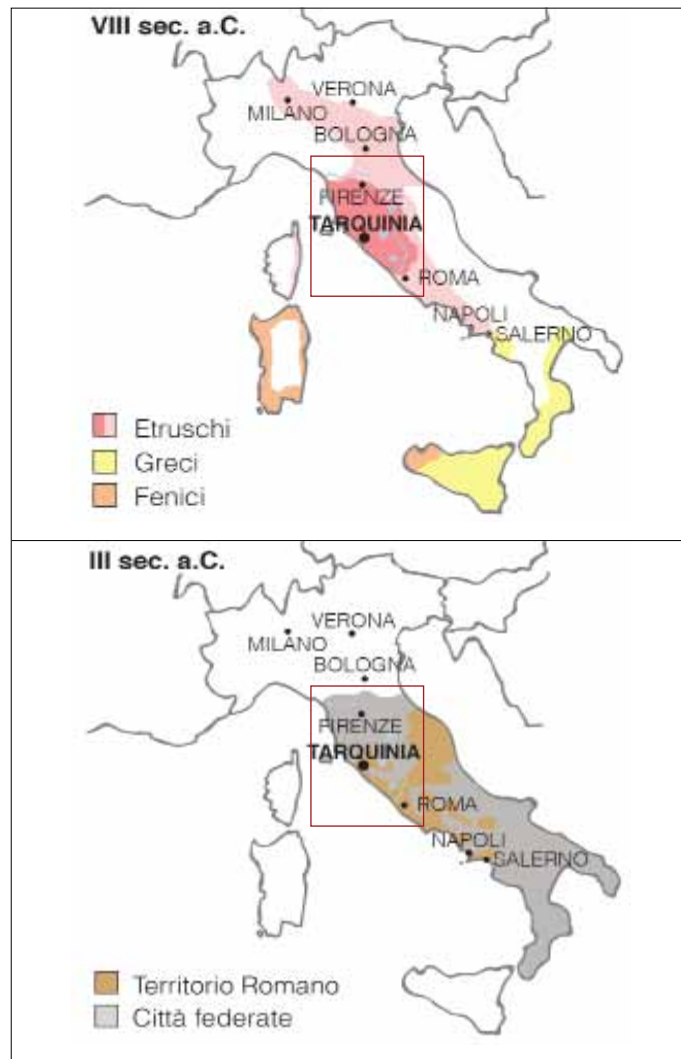 VIII sec. a.C.
VERONA
MILANO
BOLOGNA
FIRENZE
TARQUINIA
ROMA
NAPOLI
SALERNO
Etruschi
Greci
Fenici
III sec. a.C.
VERONA
MILANO
BOLOGNA
FIRENZE
TARQUINIA
ROMA
NAPOLI
SALERNO
Territorio Romano
Città federate